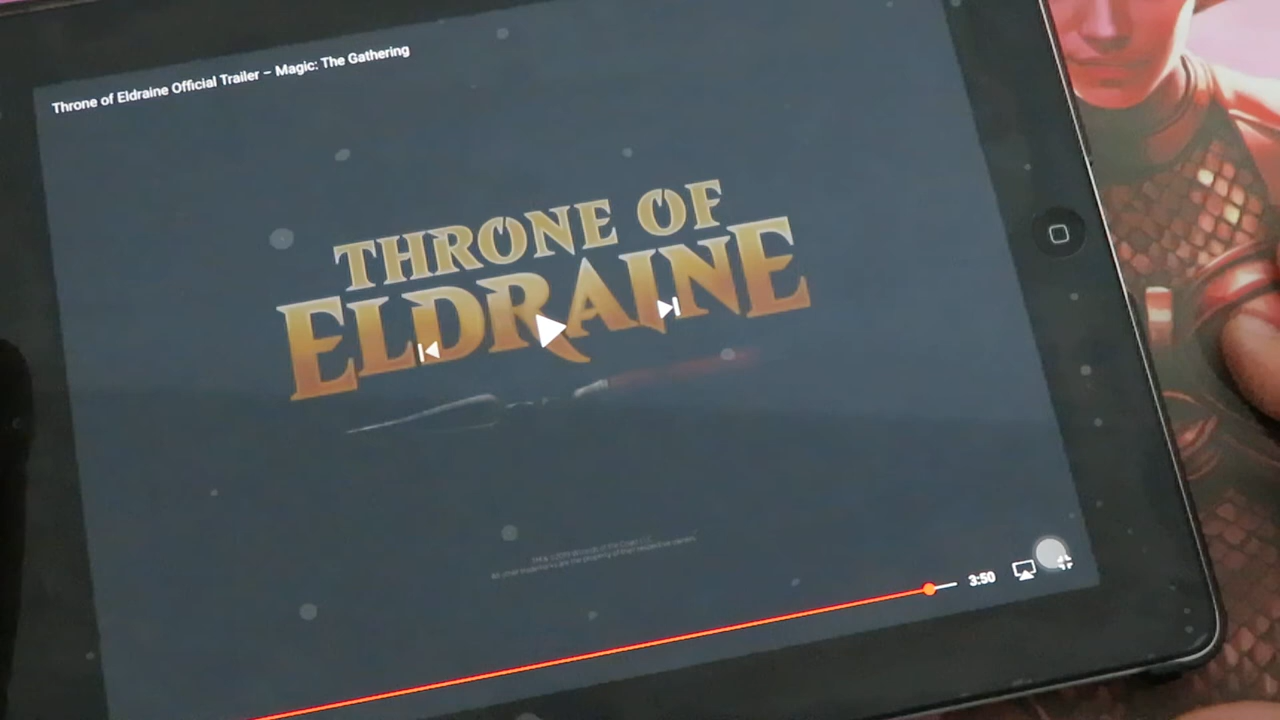 Throne of Eldraine Official Trailer – Magic: The Gathering
THRONE OF
ELDRAINE
3:50